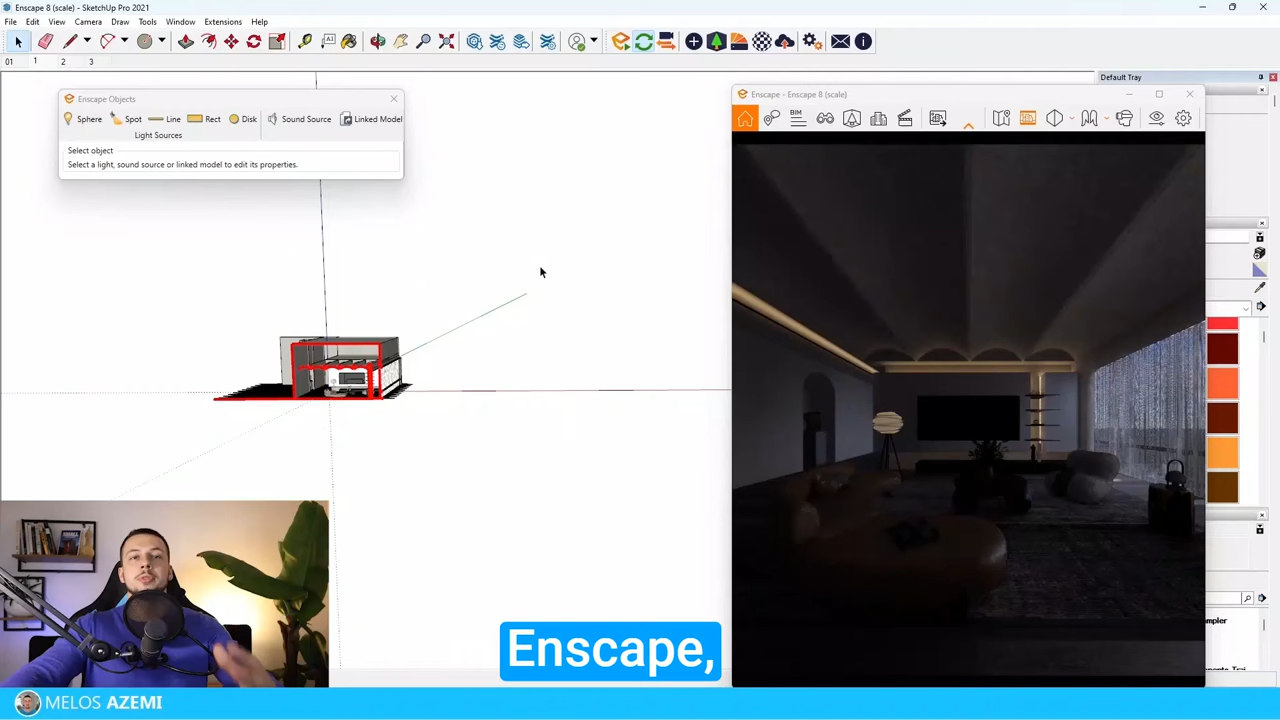 Enscape 8 (scale) - SketchUp Pro 2021
File Edit View Camera Draw Tools Window Extensions Help
01 1 2 3
Default Tray
Enscape Objects
Sphere Spot Line Rect Disk Sound Source Linked Model
Light Sources
Select object
Select a light, sound source or linked model to edit its properties.
Enscape - Enscape 8 (scale)
BIM
Enscape,
MELOS AZEMI